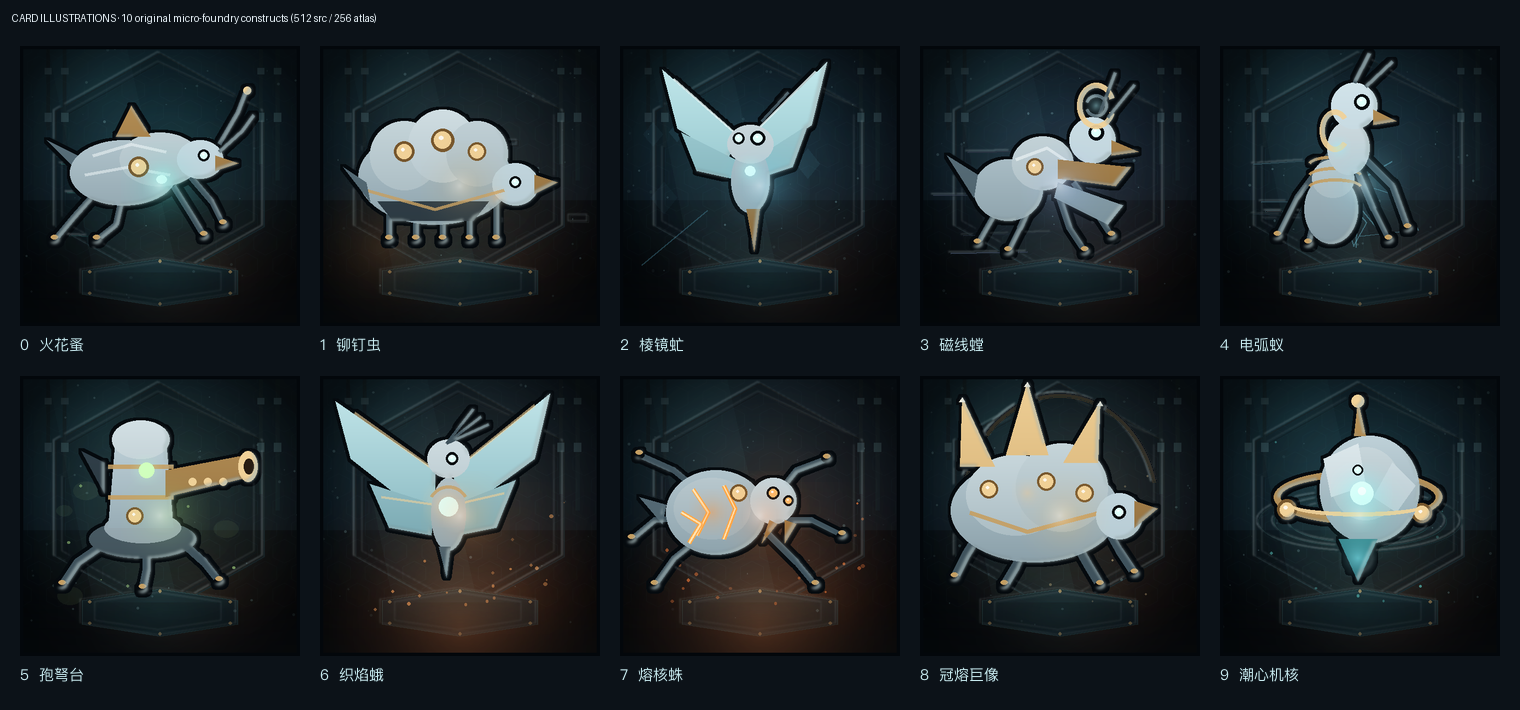 CARD ILLUSTRATIONS · 10 original micro-foundry constructs (512 src / 256 atlas)
0 火花蚤
1 铆钉虫
2 棱镜虻
3 磁线螳
4 电弧蚁
5 孢弩台
6 织焰蛾
7 熔核蛛
8 冠熔巨像
9 潮心机核